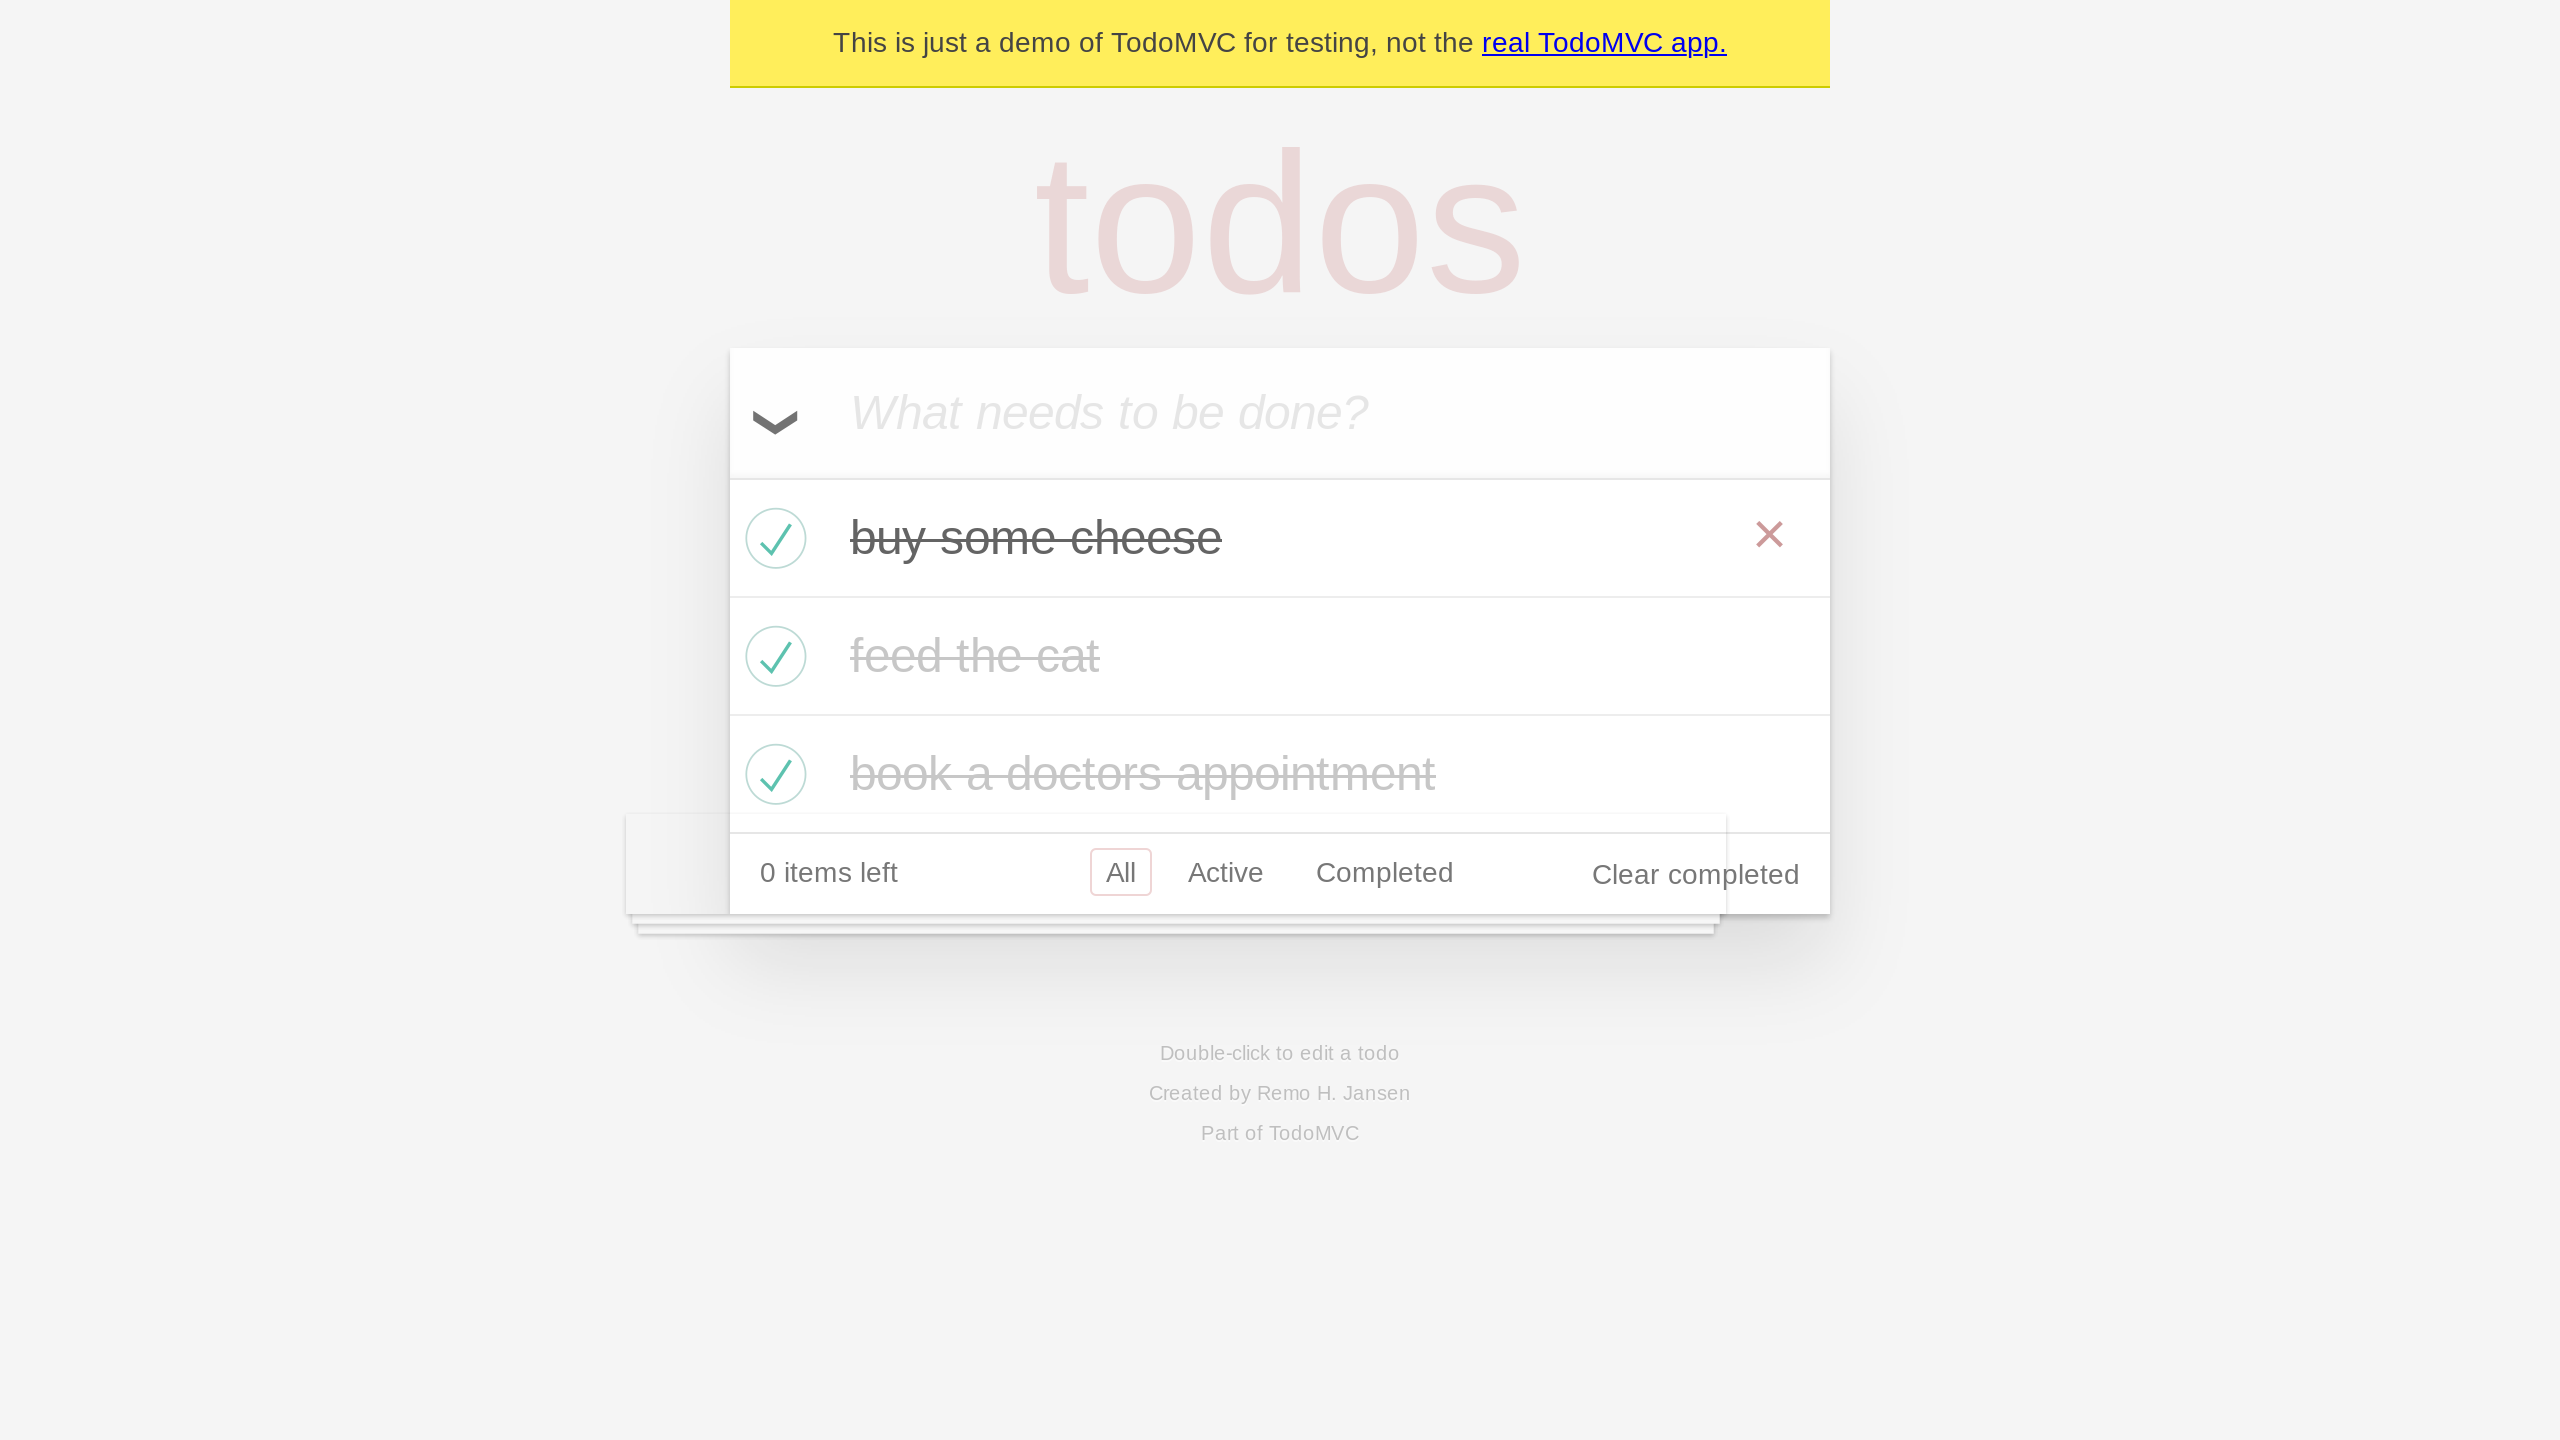 This is just a demo of TodoMVC for testing, not the real TodoMVC app.
todos
What needs to be done?
buy some cheese
feed the cat
book a doctors appointment
0 items left All Active Completed Clear completed
Double-click to edit a todo
Created by Remo H. Jansen
Part of TodoMVC